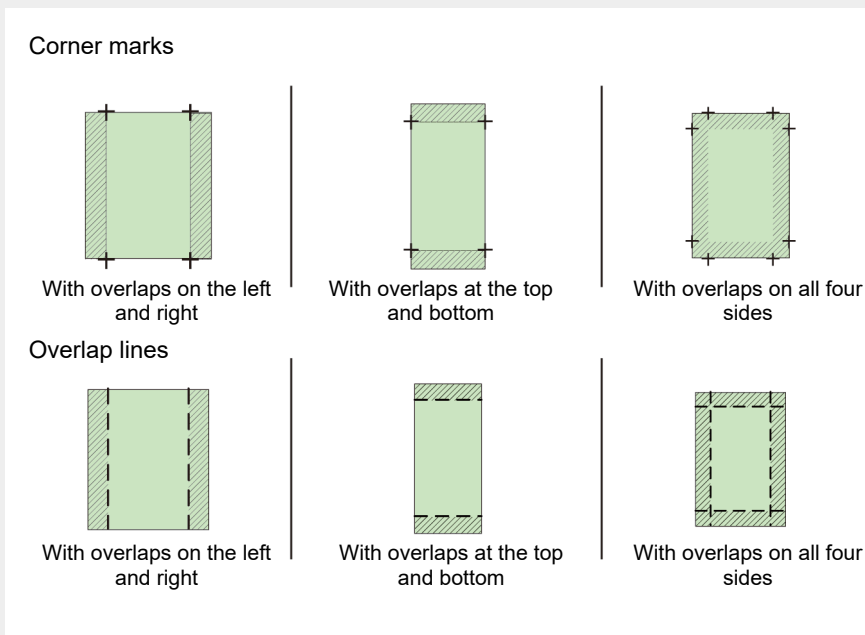 Corner marks
With overlaps on the left
and right
With overlaps at the top
and bottom
With overlaps on all four
sides
Overlap lines
With overlaps on the left
and right
With overlaps at the top
and bottom
With overlaps on all four
sides